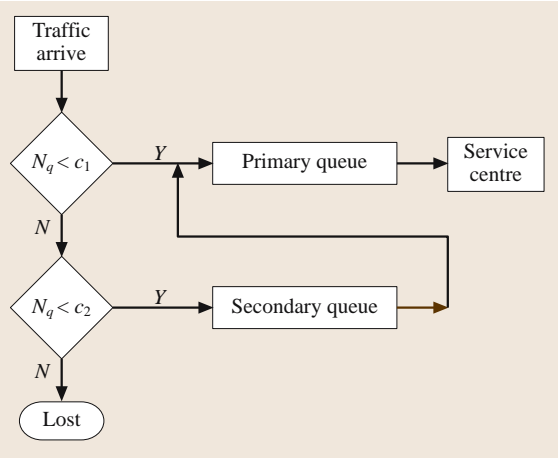 Traffic
arrive
N_q < c_1
Y
Primary queue
Service
centre
N
N_q < c_2
Y
Secondary queue
N
Lost